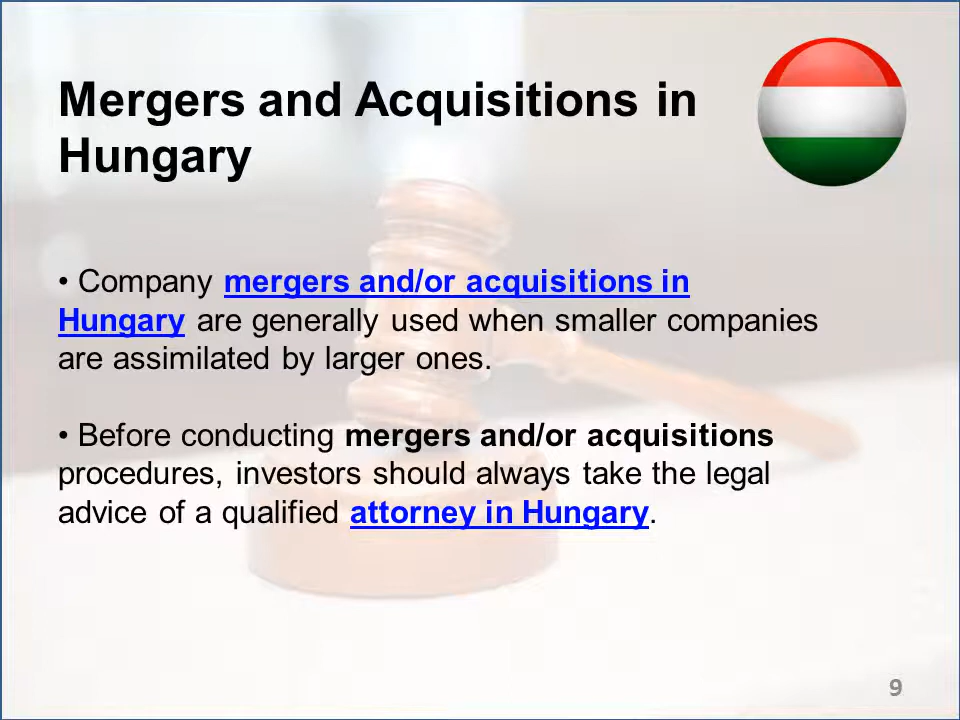 Mergers and Acquisitions in
Hungary
• Company mergers and/or acquisitions in
Hungary are generally used when smaller companies
are assimilated by larger ones.
• Before conducting mergers and/or acquisitions
procedures, investors should always take the legal
advice of a qualified attorney in Hungary.
9